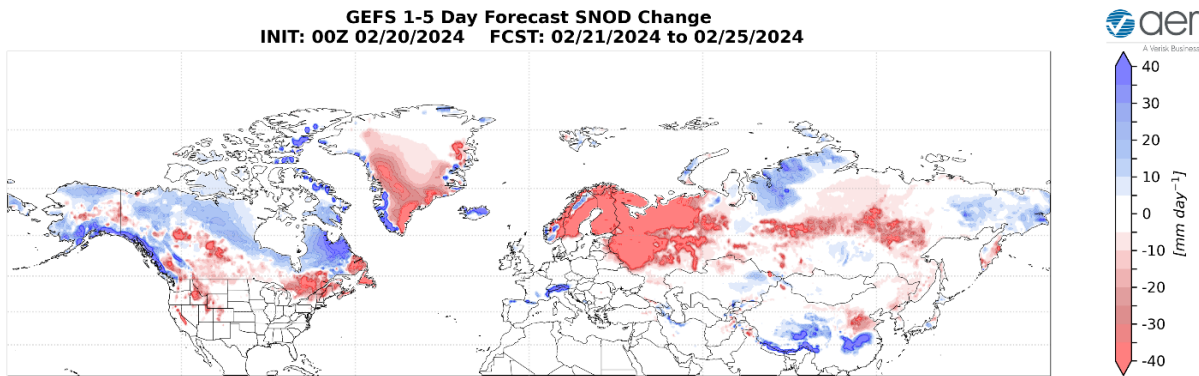 GEFS 1-5 Day Forecast SNOD Change
INIT: 00Z 02/20/2024 FCST: 02/21/2024 to 02/25/2024
aer
A Verisk Business
40
30
20
10
0
-10
-20
-30
-40
[mm day⁻¹]